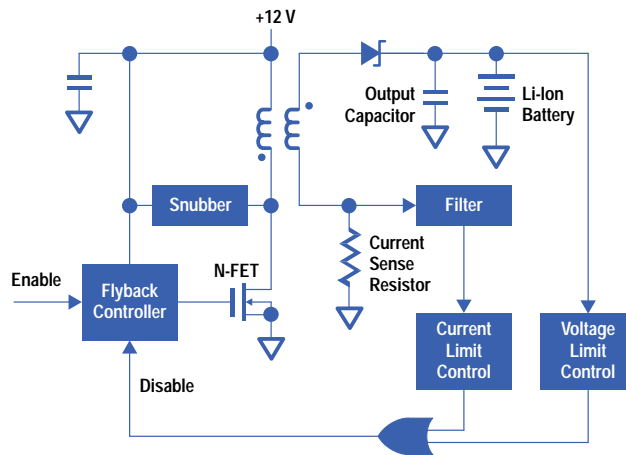 +12 V
Output
Capacitor
Li-Ion
Battery
Snubber
Filter
Current
Sense
Resistor
N-FET
Enable
Flyback
Controller
Current
Limit
Control
Voltage
Limit
Control
Disable